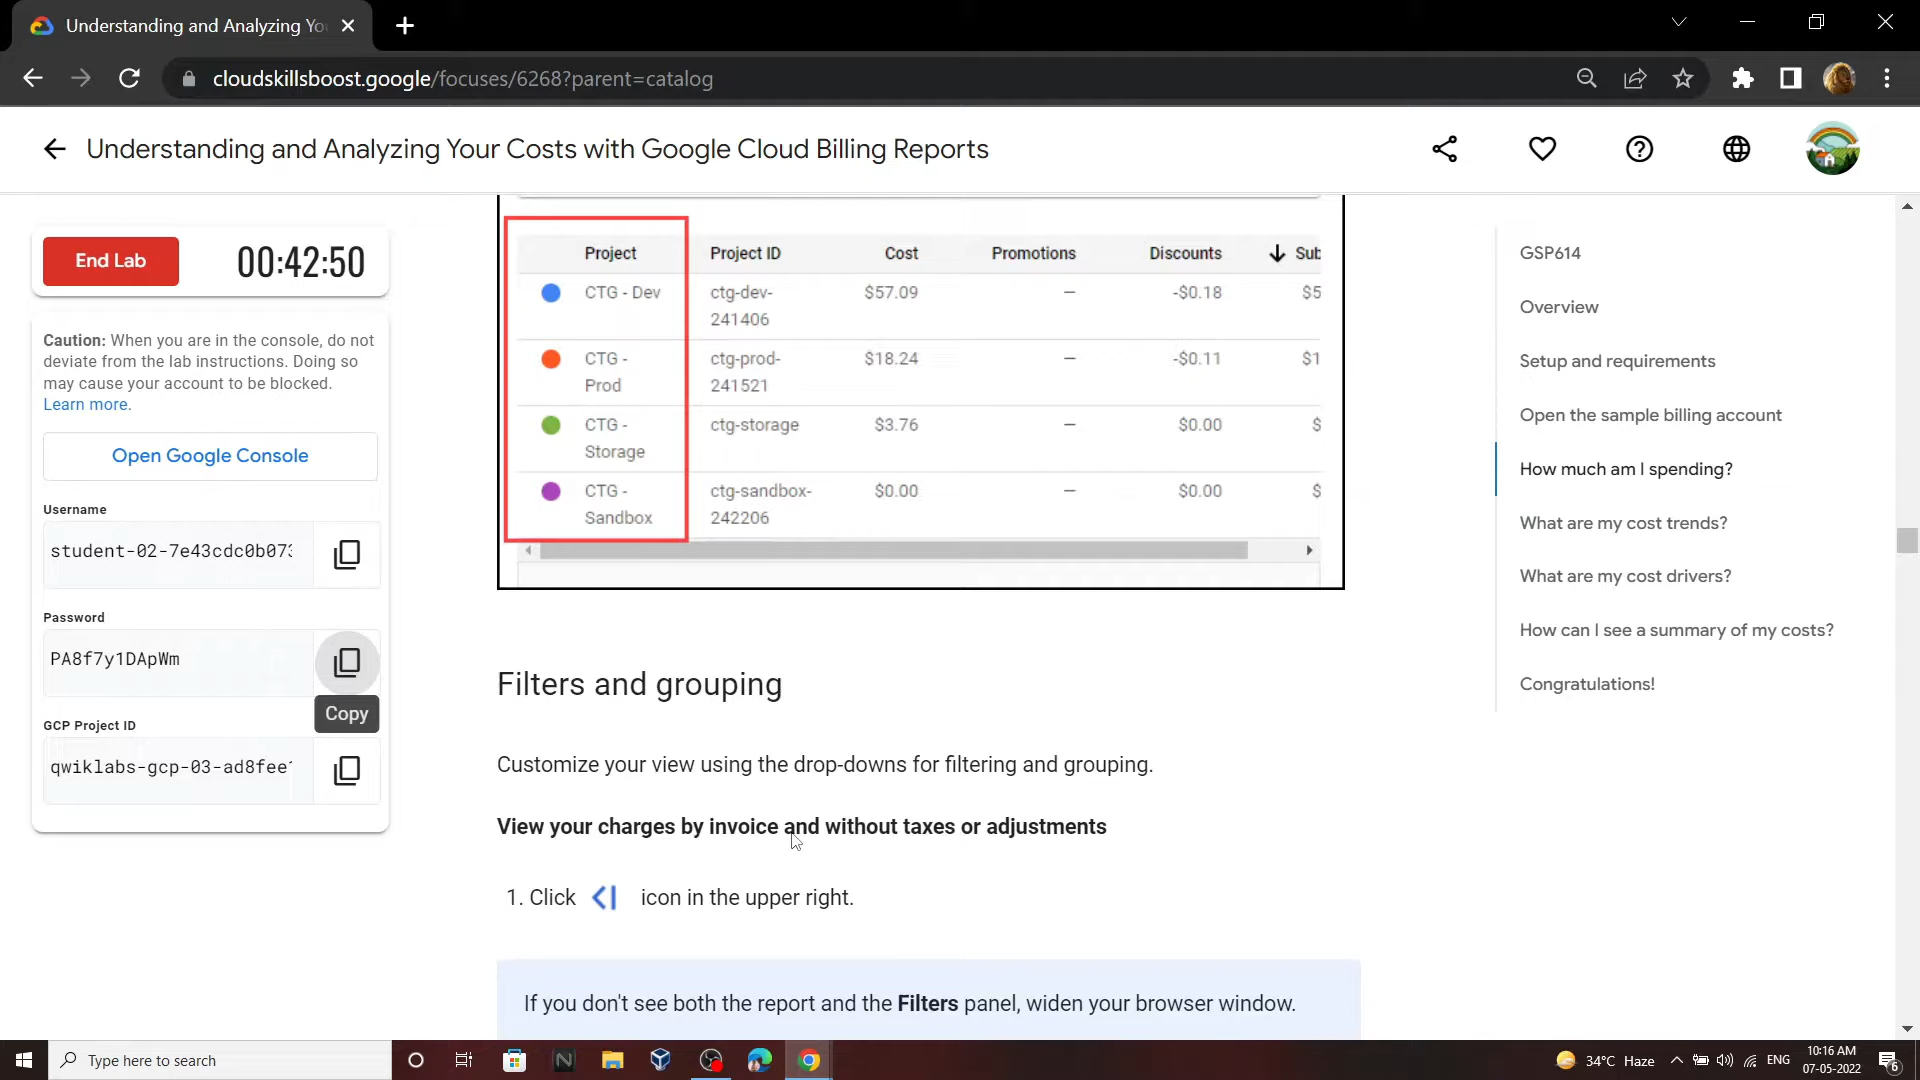 Understanding and Analyzing Yo
cloudskillsboost.google/focuses/6268?parent=catalog
Understanding and Analyzing Your Costs with Google Cloud Billing Reports
End Lab
00:42:50
Caution: When you are in the console, do not
deviate from the lab instructions. Doing so
may cause your account to be blocked.
Learn more.
Open Google Console
Username
student-02-7e43cdc0b073
Password
PA8f7y1DApWm
Copy
GCP Project ID
qwiklabs-gcp-03-ad8fee1
Project Project ID Cost Promotions Discounts Sub
CTG - Dev ctg-dev- $57.09 — -$0.18 $5
241406
CTG - ctg-prod- $18.24 — -$0.11 $1
Prod 241521
CTG - ctg-storage $3.76 — $0.00 $
Storage
CTG - ctg-sandbox- $0.00 — $0.00 $
Sandbox 242206
Filters and grouping
Customize your view using the drop-downs for filtering and grouping.
View your charges by invoice and without taxes or adjustments
1. Click icon in the upper right.
If you don't see both the report and the Filters panel, widen your browser window.
GSP614
Overview
Setup and requirements
Open the sample billing account
How much am I spending?
What are my cost trends?
What are my cost drivers?
How can I see a summary of my costs?
Congratulations!
Type here to search
34°C Haze
ENG
10:16 AM
07-05-2022
6